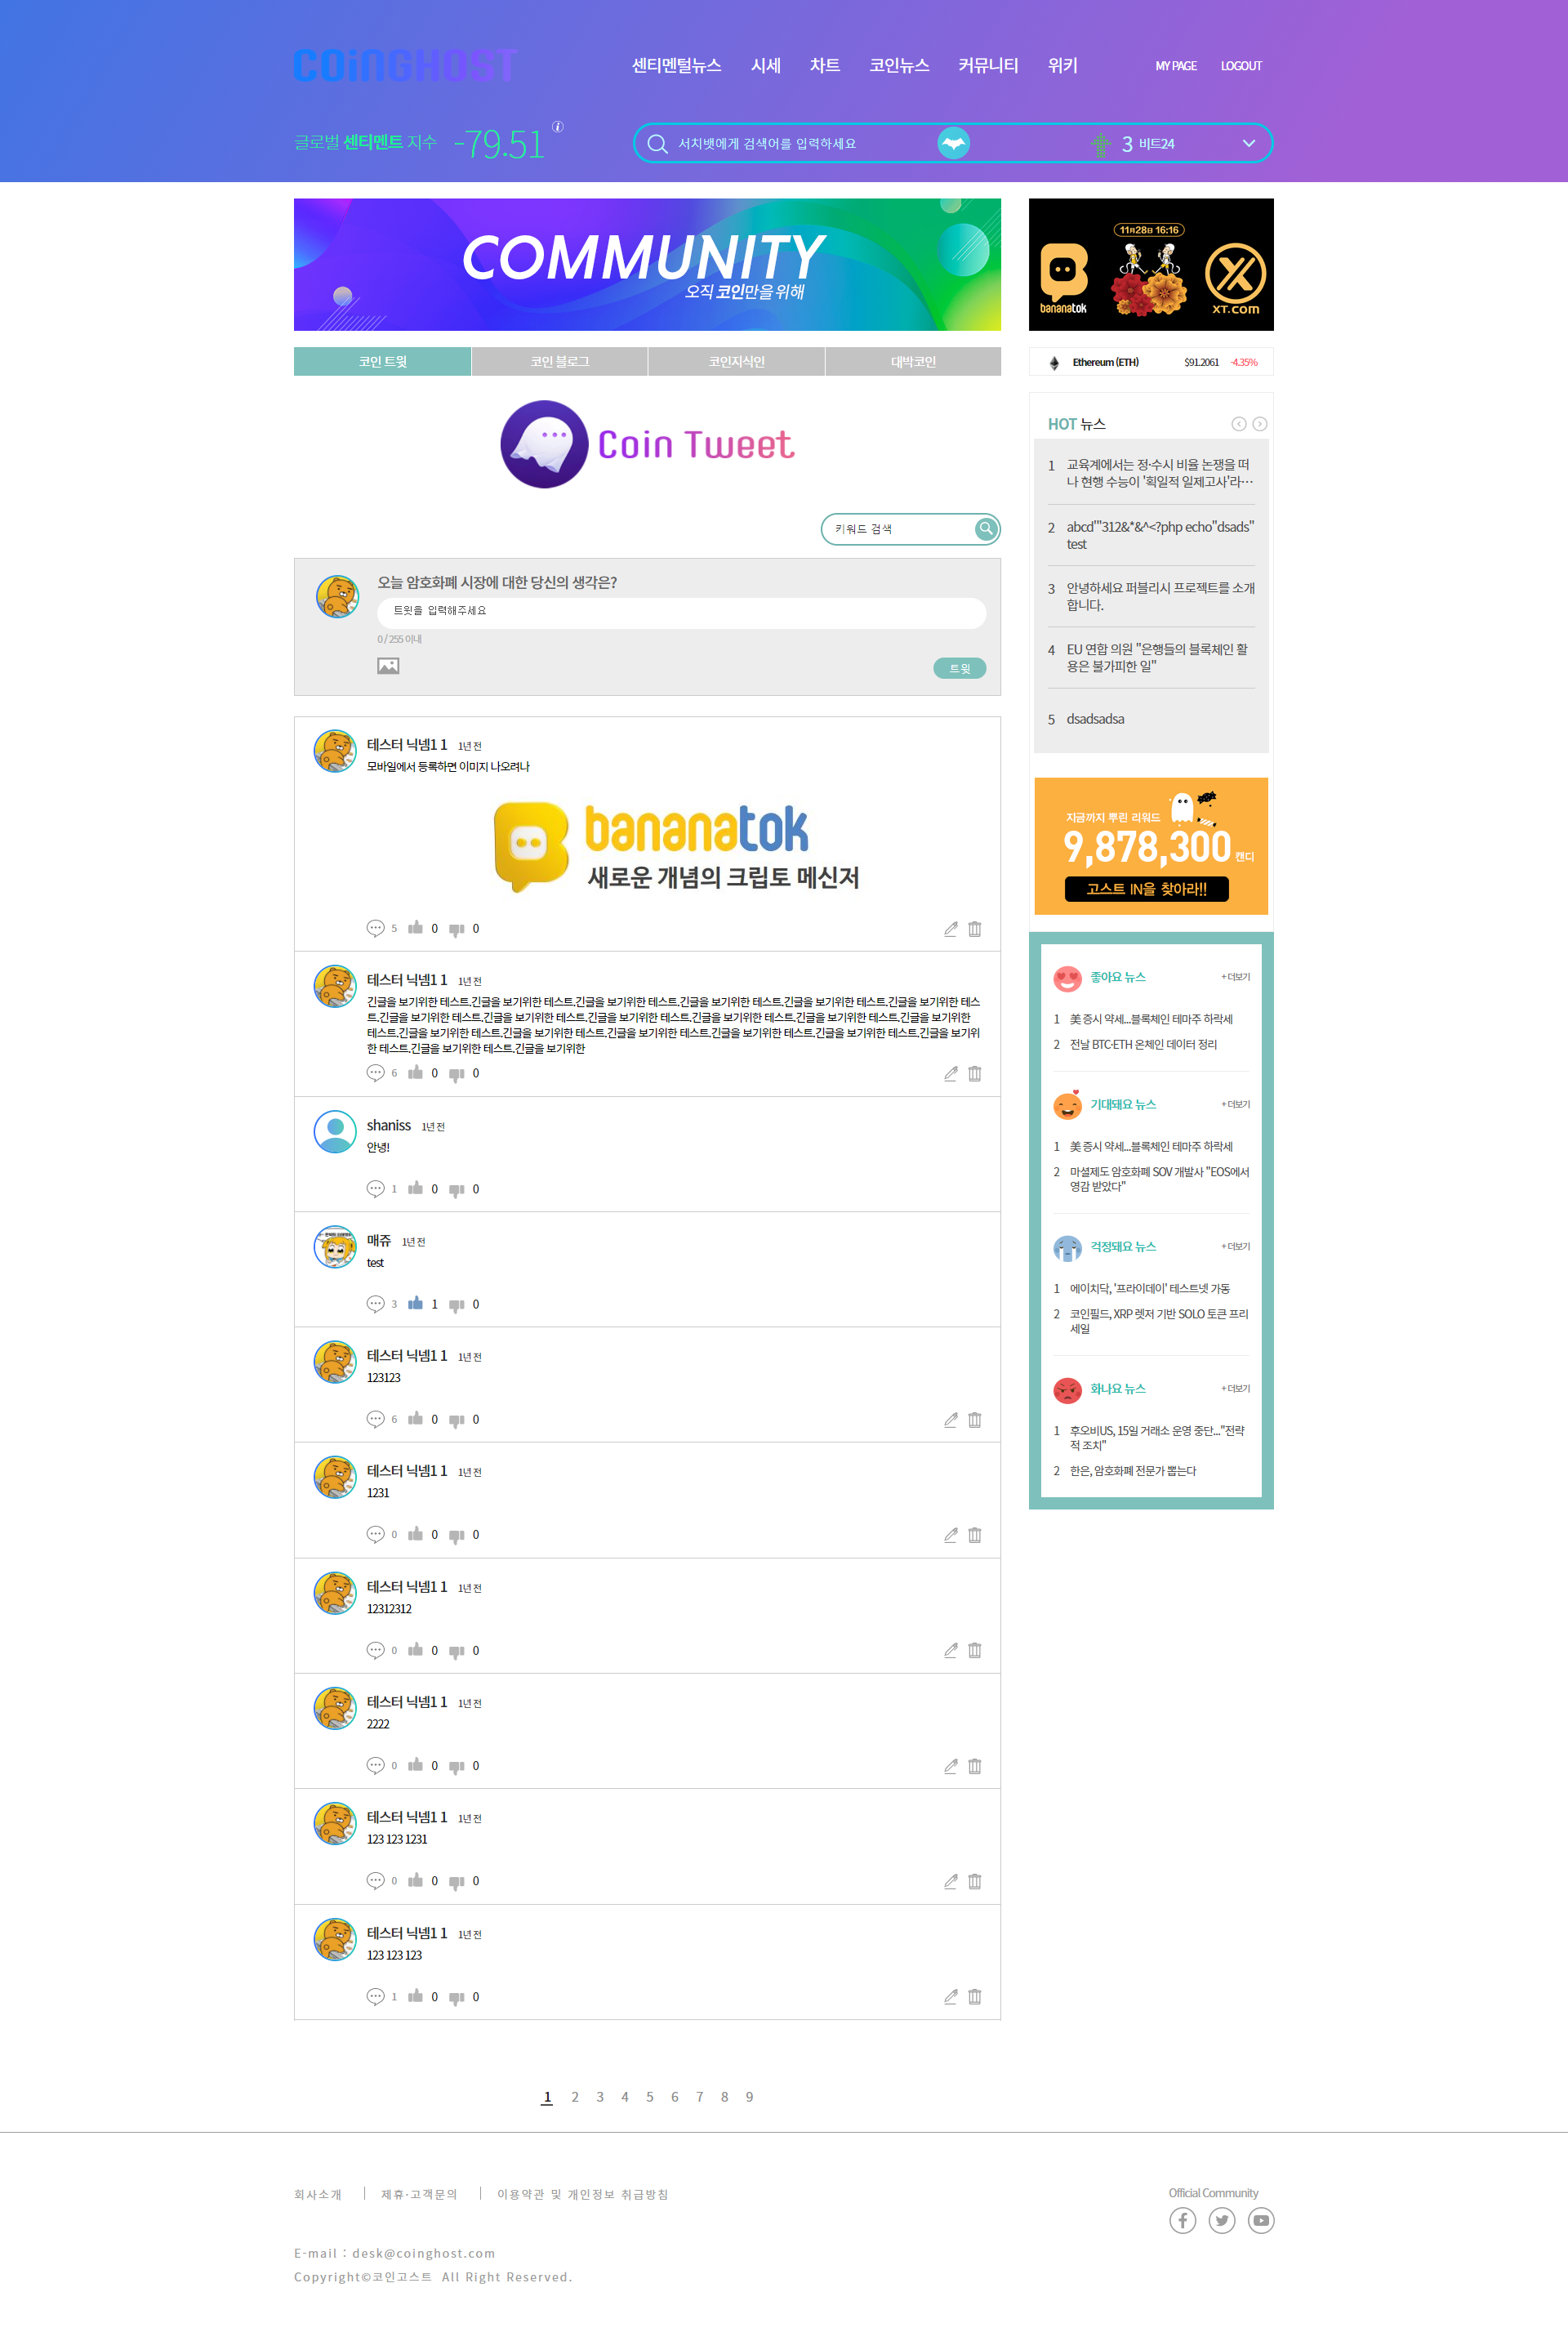 COiNGHOST
센티멘털뉴스 시세 차트 코인뉴스 커뮤니티 위키
MY PAGE LOGOUT
글로벌 센티멘트 지수 -79.51
서치뱃에게 검색어를 입력하세요
3 비트24
COMMUNITY
오직 코인만을 위해
11月28日 16:16
bananatok
XT.com
코인 트윗 코인 블로그 코인지식인 대박코인
Ethereum (ETH) $91.2061 -4.35%
Coin Tweet
키워드 검색
오늘 암호화폐 시장에 대한 당신의 생각은?
트윗을 입력해주세요
0 / 255 이내
트윗
테스터 닉넴1 1 1년 전
모바일에서 등록하면 이미지 나오려나
bananatok
새로운 개념의 크립토 메신저
5 0 0
테스터 닉넴1 1 1년 전
긴글을 보기위한 테스트.긴글을 보기위한 테스트.긴글을 보기위한 테스트.긴글을 보기위한 테스트.긴글을 보기위한 테스트.긴글을 보기위한 테스
트.긴글을 보기위한 테스트.긴글을 보기위한 테스트.긴글을 보기위한 테스트.긴글을 보기위한 테스트.긴글을 보기위한
테스트.긴글을 보기위한 테스트.긴글을 보기위한 테스트.긴글을 보기위한 테스트.긴글을 보기위한 테스트.긴글을 보기위한 테스트.긴글을 보기위
한 테스트.긴글을 보기위한 테스트.긴글을 보기위한
6 0 0
shaniss 1년 전
안녕!
1 0 0
매쥬 1년 전
test
3 1 0
테스터 닉넴1 1 1년 전
123123
6 0 0
테스터 닉넴1 1 1년 전
1231
0 0 0
테스터 닉넴1 1 1년 전
12312312
0 0 0
테스터 닉넴1 1 1년 전
2222
0 0 0
테스터 닉넴1 1 1년 전
123 123 1231
0 0 0
테스터 닉넴1 1 1년 전
123 123 123
1 0 0
1 2 3 4 5 6 7 8 9
HOT 뉴스
1 교육계에서는 정·수시 비율 논쟁을 떠
나 현행 수능이 '획일적 일제고사'라…
2 abcd'"312&*&^<?php echo"dsads"
test
3 안녕하세요 퍼블리시 프로젝트를 소개
합니다.
4 EU 연합 의원 "은행들의 블록체인 활
용은 불가피한 일"
5 dsadsadsa
지금까지 뿌린 리워드
9,878,300 캔디
고스트 IN을 찾아라!!
좋아요 뉴스 + 더보기
1 美 증시 약세...블록체인 테마주 하락세
2 전날 BTC·ETH 온체인 데이터 정리
기대돼요 뉴스 + 더보기
1 美 증시 약세...블록체인 테마주 하락세
2 마셜제도 암호화폐 SOV 개발사 "EOS에서
영감 받았다"
걱정돼요 뉴스 + 더보기
1 에이치닥, '프라이데이' 테스트넷 가동
2 코인필드, XRP 렛저 기반 SOLO 토큰 프리
세일
화나요 뉴스 + 더보기
1 후오비US, 15일 거래소 운영 중단..."전략
적 조치"
2 한은, 암호화폐 전문가 뽑는다
회사소개 제휴·고객문의 이용약관 및 개인정보 취급방침
Official Community
E-mail : desk@coinghost.com
Copyright©코인고스트 All Right Reserved.